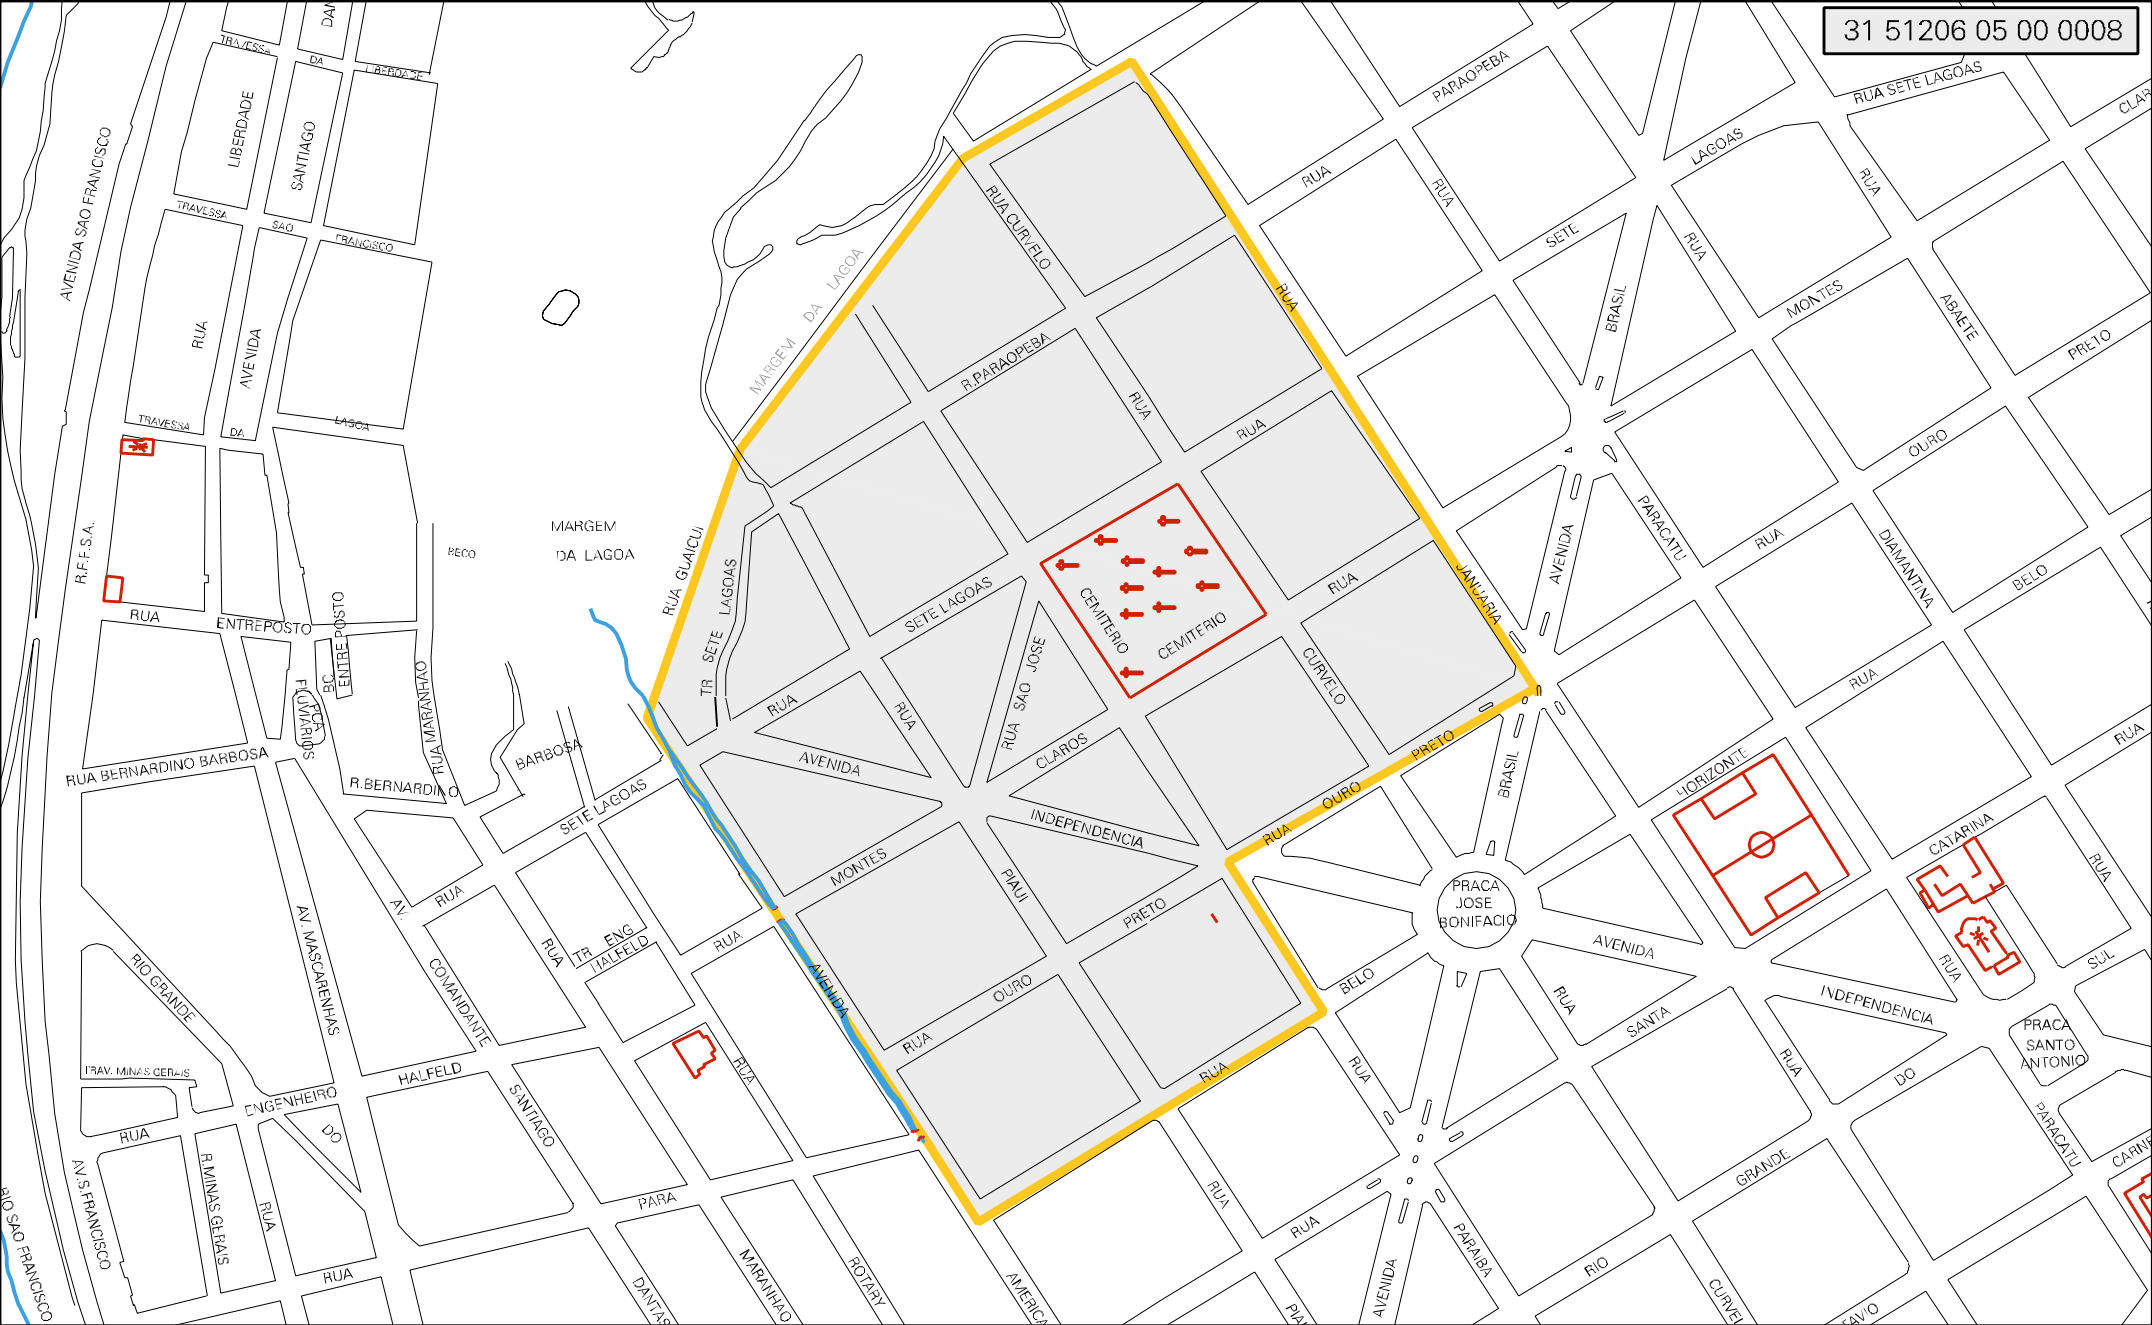 31 51206 05 00 0008
DA
LIBERDADE
TRAVESSA
PARAOPEBA
RUA SETE LAGOAS
LIBERDADE
SANTIAGO
AVENIDA SAO FRANCISCO
LAGOAS
RUA
RUA
RUA
TRAVESSA
SAO
FRANCISCO
RUA CURVELO
SETE
RUA
MARGEM DA LAGOA
RUA
BRASIL
MONTES
ABAETE
PRETO
RUA
AVENIDA
R.PARAOPEBA
RUA
RUA
OURO
TRAVESSA
DA
LAGOA
MARGEM
DA LAGOA
BECO
R.F.F.S.A.
RUA GUAICUI
TR SETE LAGOAS
SETE LAGOAS
CEMITERIO
CEMITERIO
RUA
JANUARIA
AVENIDA
PARACATU
RUA
DIAMANTINA
BELO
RUA
ENTREPOSTO
BC
ENTREPOSTO
PCA
FLUVIARIOS
RUA MARANHAO
RUA SAO JOSE
CURVELO
RUA
RUA
RUA
RUA
RUA BERNARDINO BARBOSA
R.BERNARDINO
BARBOSA
SETE LAGOAS
AVENIDA
CLAROS
PRETO
BRASIL
HORIZONTE
OURO
RUA
INDEPENDENCIA
MONTES
CATARINA
RUA
PIAUI
PRACA
JOSE
BONIFACIO
AV.
RUA
AV. MASCARENHAS
RUA
TR ENG
HALFELD
RUA
PRETO
AVENIDA
RUA
SUL
COMANDANTE
RIO GRANDE
AVENIDA
OURO
BELO
RUA
SANTA
INDEPENDENCIA
PRACA
SANTO
ANTONIO
RUA
RUA
RUA
RUA
RUA
DO
TRAV. MINAS GERAIS
HALFELD
ENGENHEIRO
SANTIAGO
RUA
DO
PARACATU
AV.S.FRANCISCO
R.MINAS GERAIS
RUA
PARA
RUA
RUA
GRANDE
RIO SAO FRANCISCO
RUA
MARANHAO
ROTARY
AMERICA
AVENIDA
PARAIBA
RIO
DANTAS